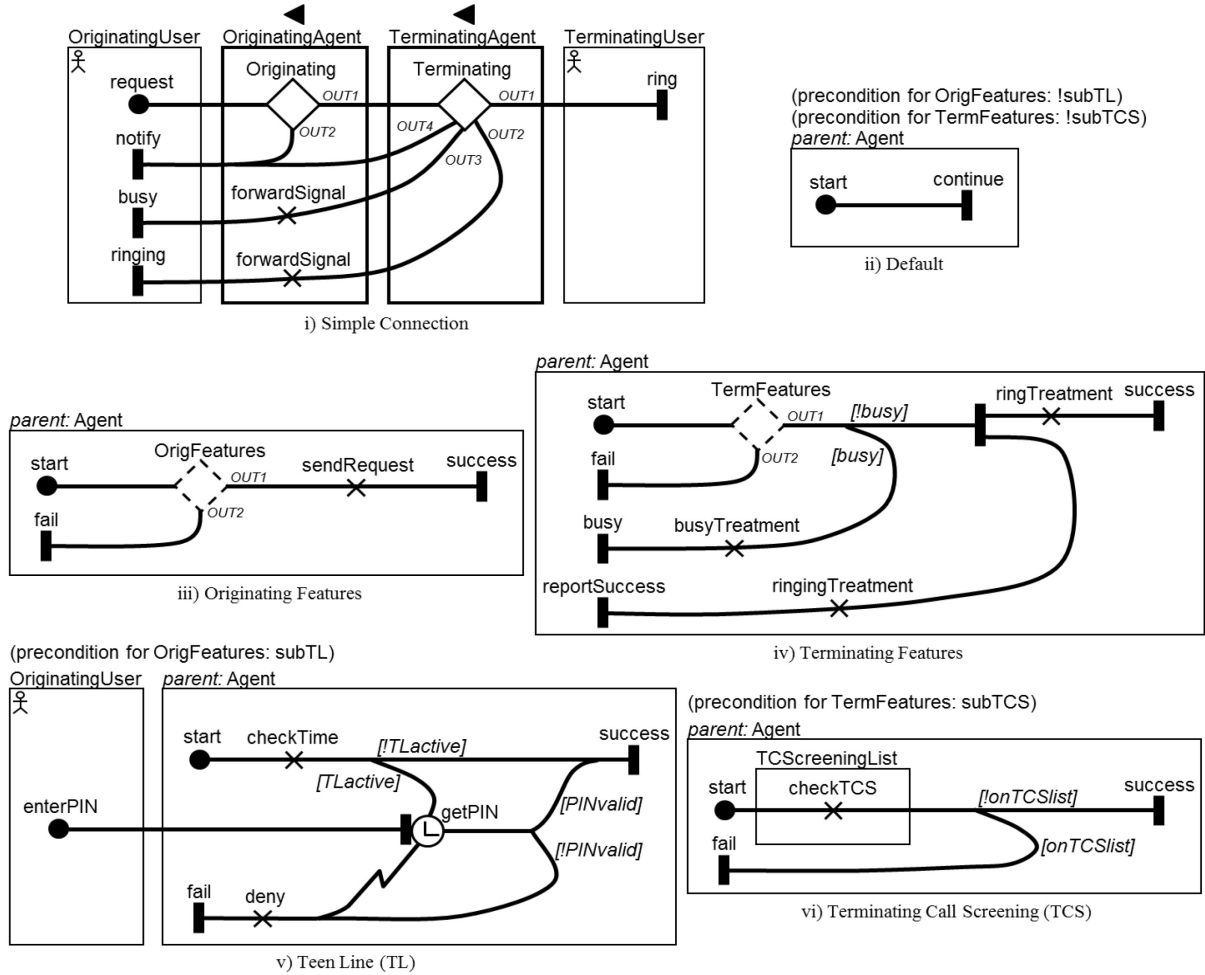 OriginatingUser OriginatingAgent TerminatingAgent TerminatingUser
request Originating OUT1 Terminating OUT1 ring
notify OUT2 OUT4 OUT3 OUT2
busy forwardSignal
ringing forwardSignal
i) Simple Connection
(precondition for OrigFeatures: !subTL)
(precondition for TermFeatures: !subTCS)
parent: Agent
start continue
ii) Default
parent: Agent
start OrigFeatures OUT1 sendRequest success
fail OUT2
iii) Originating Features
parent: Agent
start TermFeatures OUT1 [!busy] ringTreatment success
fail OUT2 [busy]
busy busyTreatment
reportSuccess ringingTreatment
iv) Terminating Features
(precondition for OrigFeatures: subTL)
OriginatingUser parent: Agent
start checkTime [!TLactive] success
[TLactive]
enterPIN getPIN [PINvalid]
[!PINvalid]
fail deny
v) Teen Line (TL)
(precondition for TermFeatures: subTCS)
parent: Agent
TCScreeningList
start checkTCS [!onTCSlist] success
fail [onTCSlist]
vi) Terminating Call Screening (TCS)